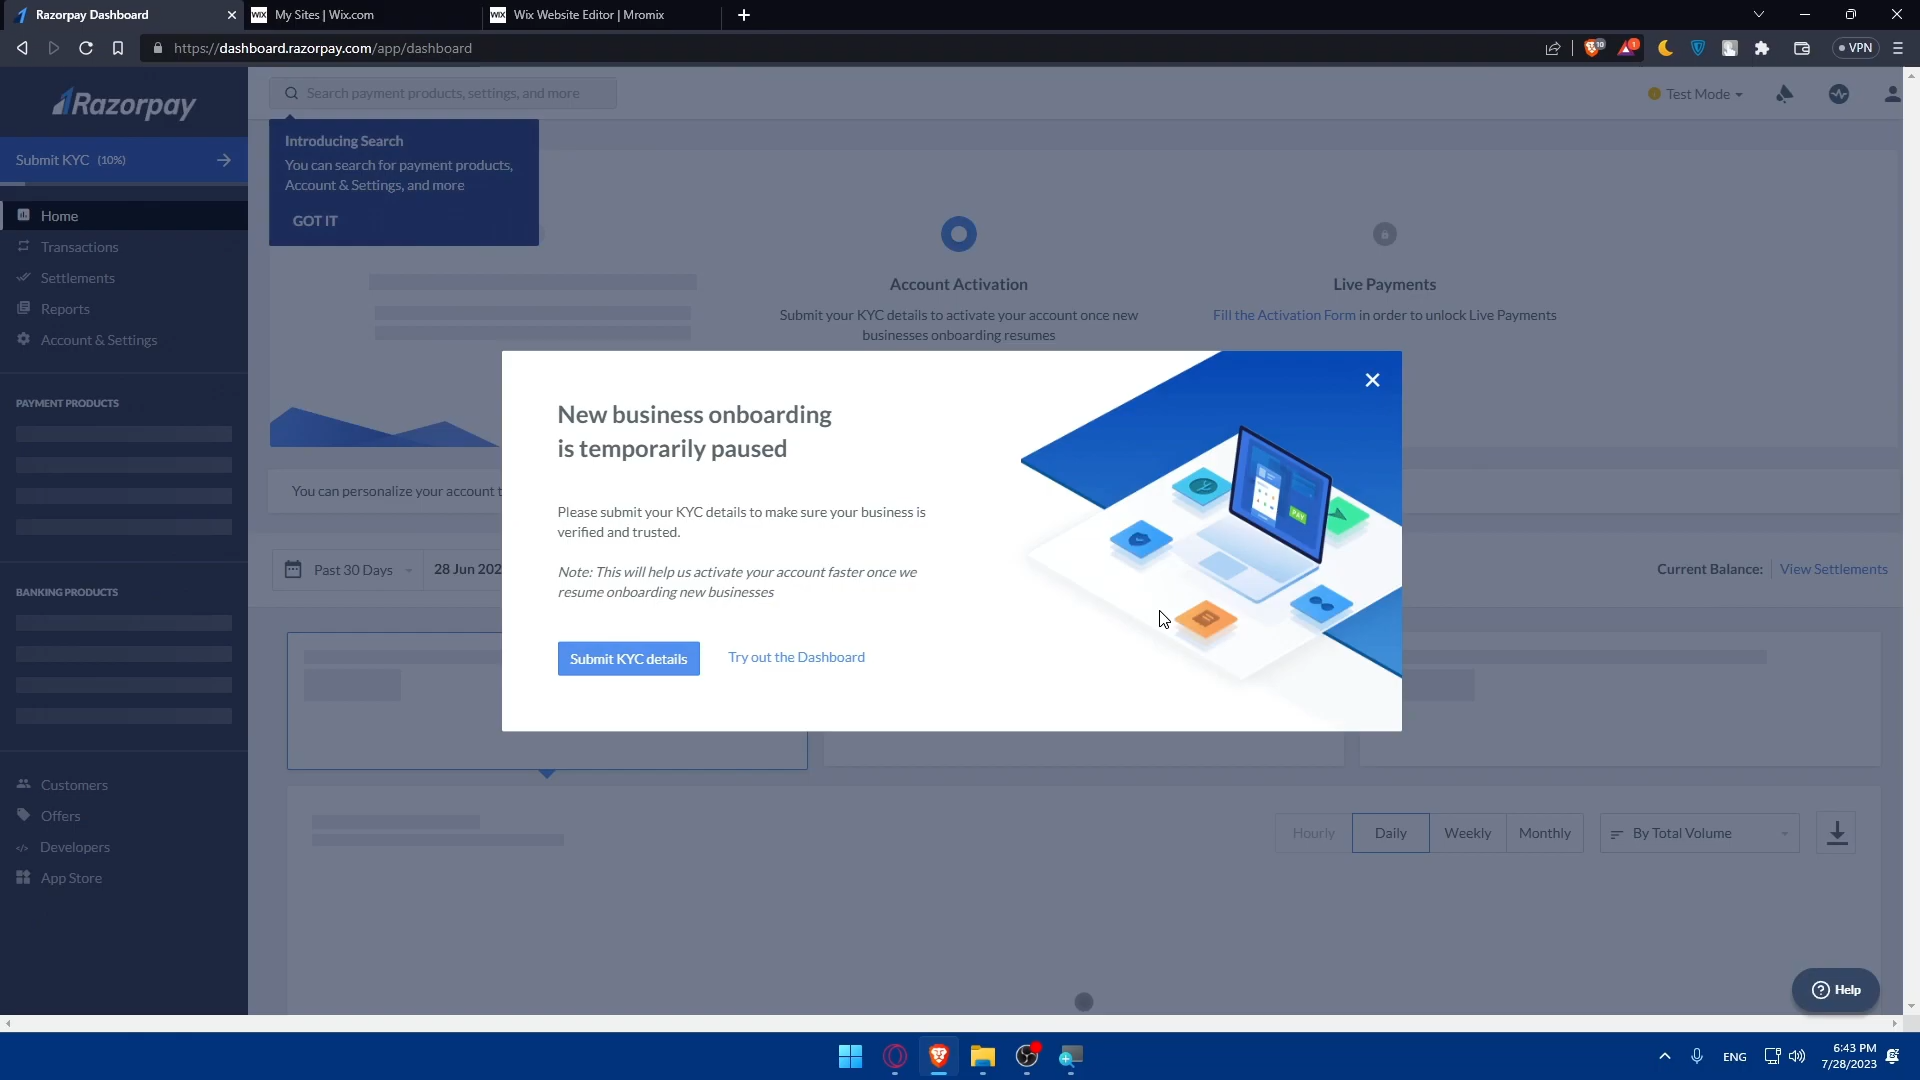 Razorpay Dashboard
WIX My Sites | Wix.com
WIX Wix Website Editor | Mromix
https://dashboard.razorpay.com/app/dashboard
10
1
VPN
Razorpay
Search payment products, settings, and more
Test Mode
Submit KYC (10%)
Introducing Search
You can search for payment products,
Account & Settings, and more
GOT IT
Home
Transactions
Settlements
Reports
Account & Settings
PAYMENT PRODUCTS
BANKING PRODUCTS
Customers
Offers
Developers
App Store
Account Activation
Submit your KYC details to activate your account once new
businesses onboarding resumes
Live Payments
Fill the Activation Form in order to unlock Live Payments
You can personalize your account t
Past 30 Days
28 Jun 202
Current Balance:
View Settlements
New business onboarding
is temporarily paused
Please submit your KYC details to make sure your business is
verified and trusted.
Note: This will help us activate your account faster once we
resume onboarding new businesses
Submit KYC details
Try out the Dashboard
PAY
Hourly
Daily
Weekly
Monthly
By Total Volume
Help
ENG
6:43 PM
7/28/2023